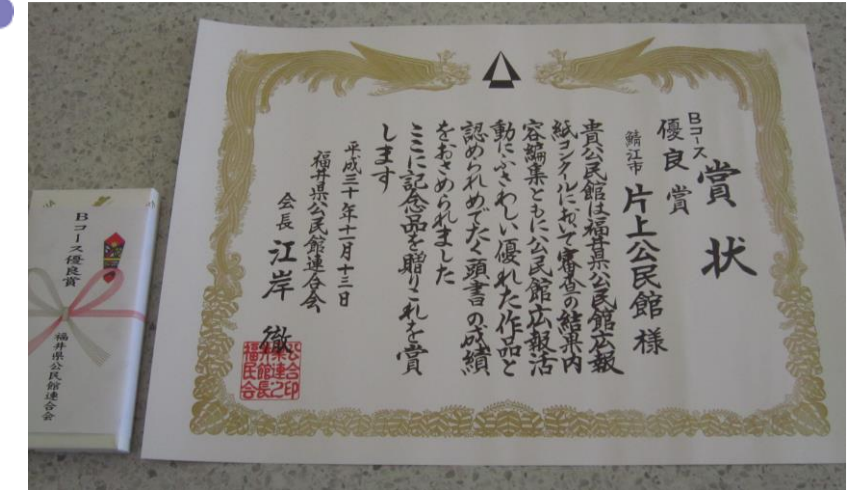 賞状
Bコース
優良賞
鯖江市 片上公民館 様
貴公民館は福井県公民館広報
紙コンクールにおいて審査の結果内
容編集ともに公民館広報活
動にふさわしい優れた作品と
認められめでたく頭書の成績
をおさめられました
ここに記念品を贈りこれを賞
します
平成三十年十一月十三日
福井県公民館連合会
会長 江岸 徹
Bコース優良賞
福井県公民館連合会